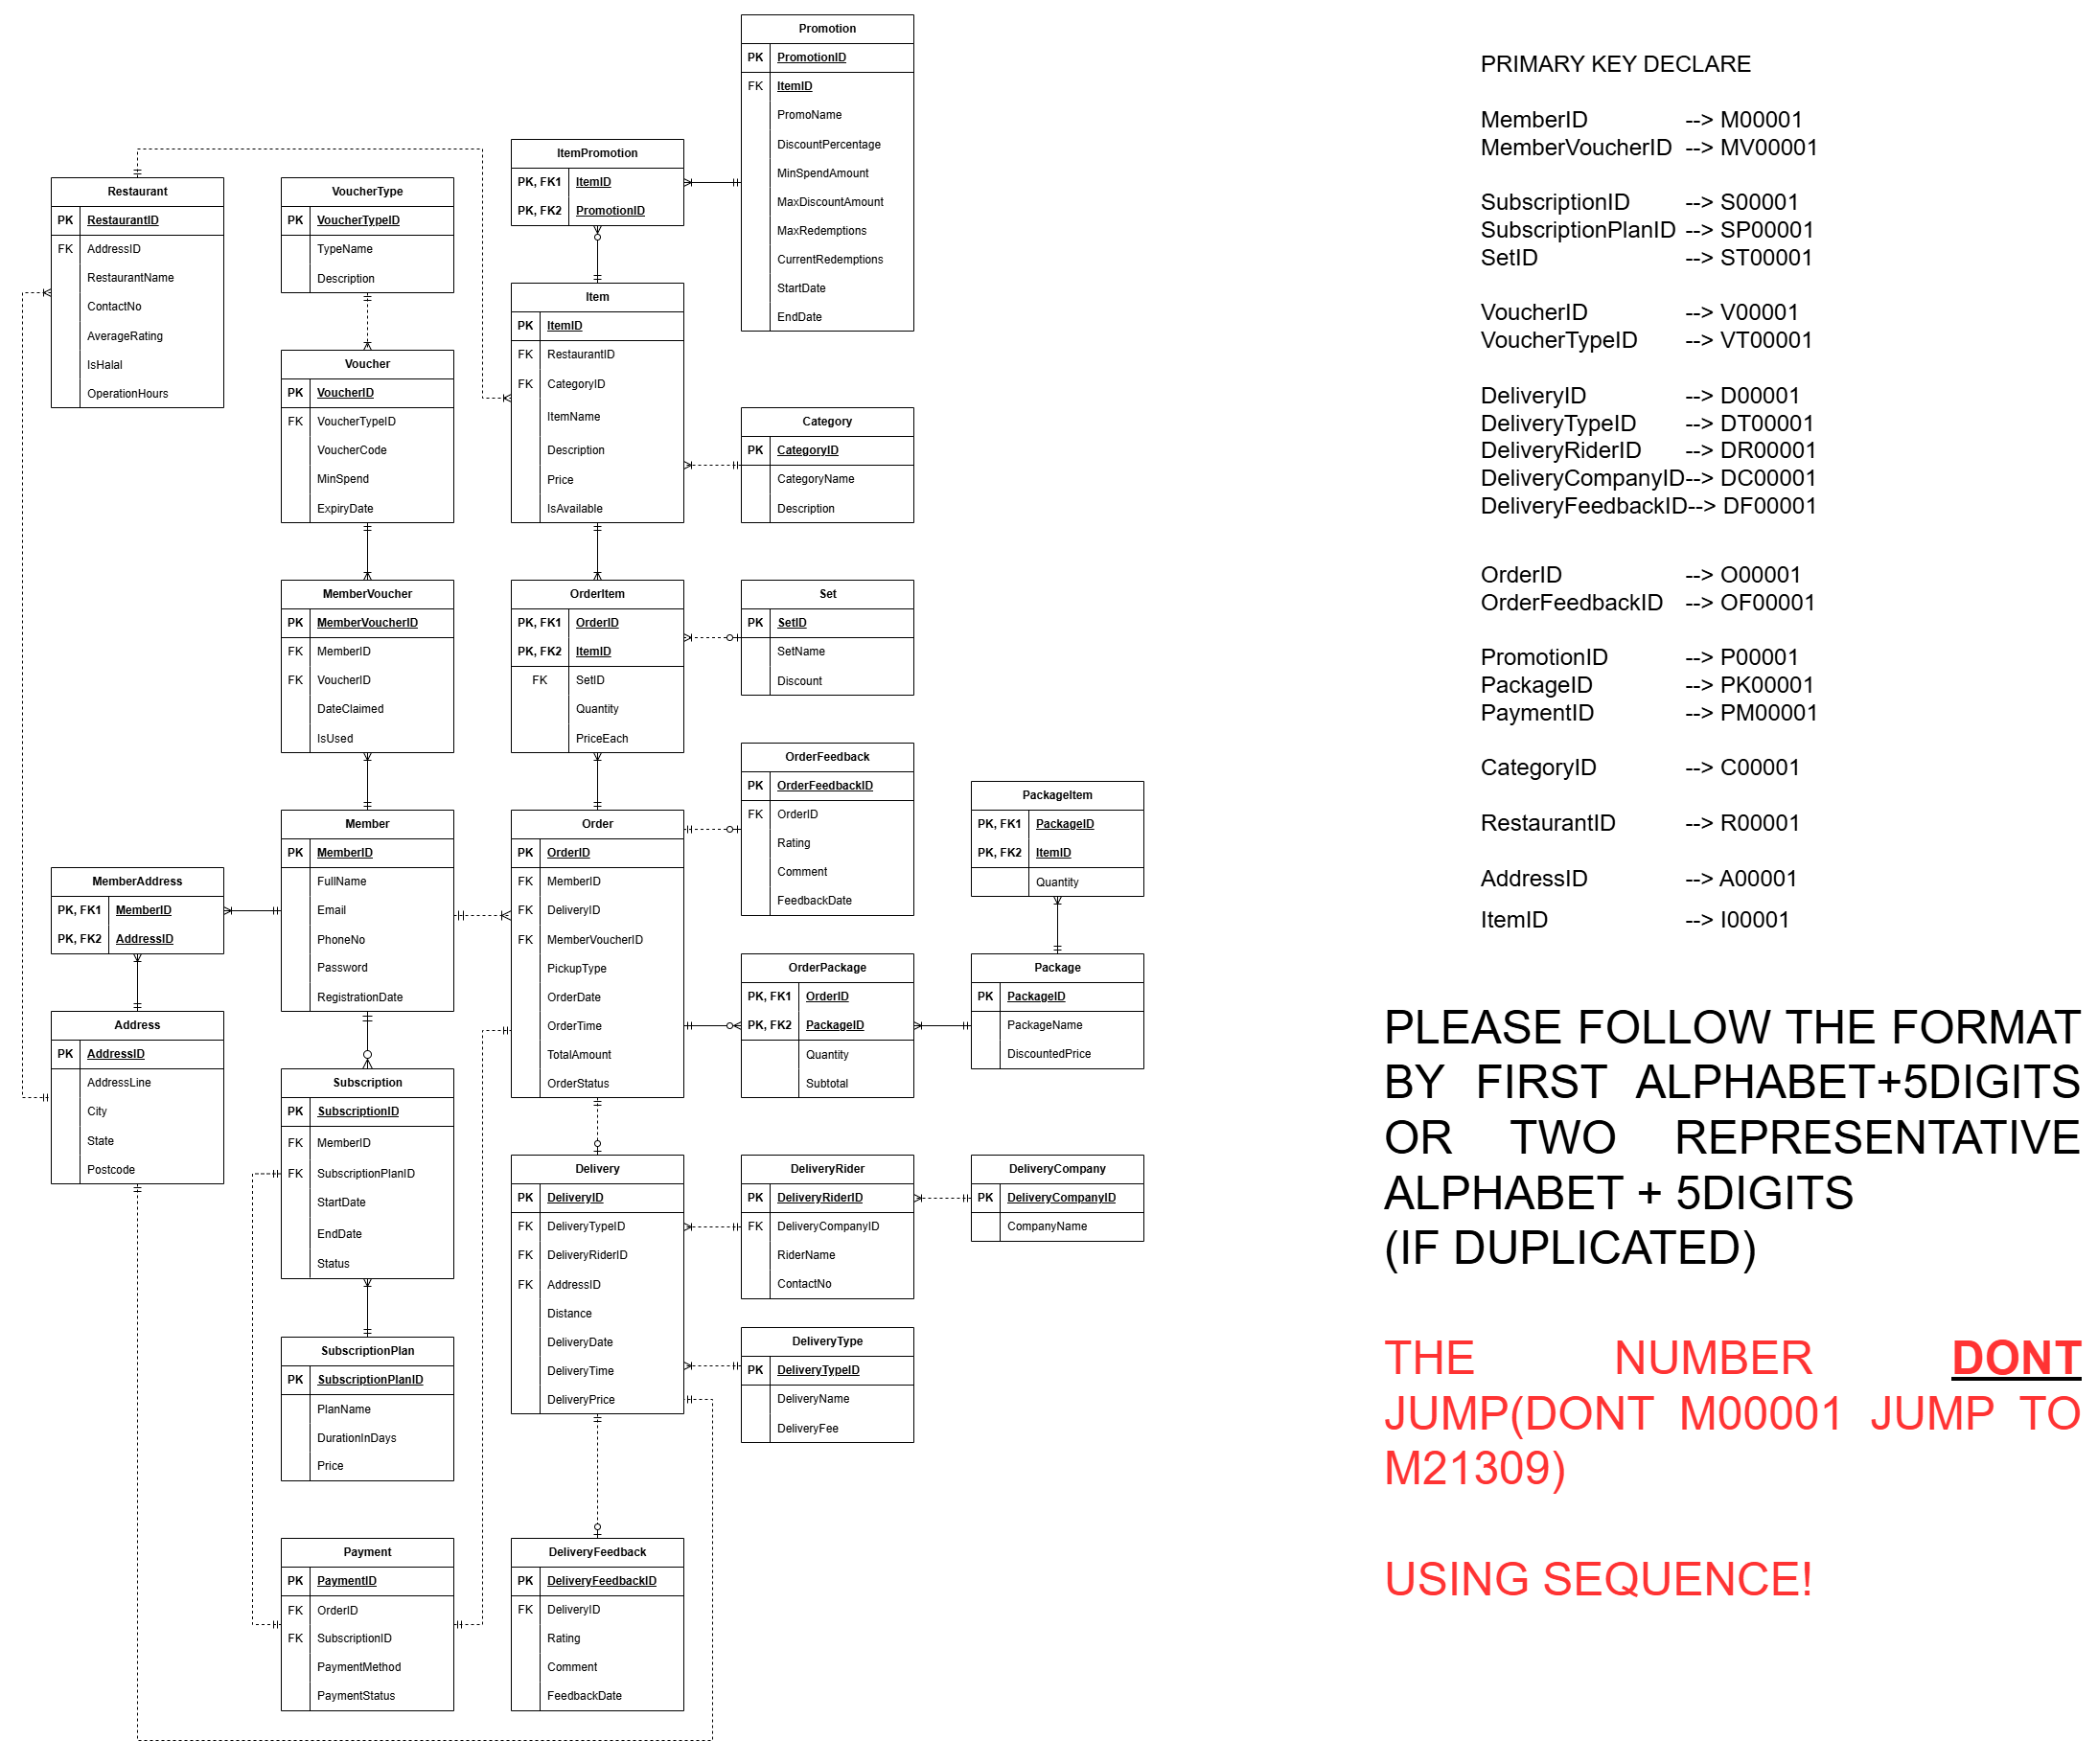 Promotion
PK PromotionID
FK ItemID
PromoName
DiscountPercentage
MinSpendAmount
MaxDiscountAmount
MaxRedemptions
CurrentRedemptions
StartDate
EndDate
ItemPromotion
PK, FK1 ItemID
PK, FK2 PromotionID
Restaurant
PK RestaurantID
FK AddressID
RestaurantName
ContactNo
AverageRating
IsHalal
OperationHours
VoucherType
PK VoucherTypeID
TypeName
Description
Item
PK ItemID
FK RestaurantID
FK CategoryID
ItemName
Description
Price
IsAvailable
Voucher
PK VoucherID
FK VoucherTypeID
VoucherCode
MinSpend
ExpiryDate
Category
PK CategoryID
CategoryName
Description
MemberVoucher
PK MemberVoucherID
FK MemberID
FK VoucherID
DateClaimed
IsUsed
OrderItem
PK, FK1 OrderID
PK, FK2 ItemID
FK SetID
Quantity
PriceEach
Set
PK SetID
SetName
Discount
OrderFeedback
PK OrderFeedbackID
FK OrderID
Rating
Comment
FeedbackDate
PackageItem
PK, FK1 PackageID
PK, FK2 ItemID
Quantity
Member
PK MemberID
FullName
Email
PhoneNo
Password
RegistrationDate
Order
PK OrderID
FK MemberID
FK DeliveryID
FK MemberVoucherID
PickupType
OrderDate
OrderTime
TotalAmount
OrderStatus
MemberAddress
PK, FK1 MemberID
PK, FK2 AddressID
OrderPackage
PK, FK1 OrderID
PK, FK2 PackageID
Quantity
Subtotal
Package
PK PackageID
PackageName
DiscountedPrice
Address
PK AddressID
AddressLine
City
State
Postcode
Subscription
PK SubscriptionID
FK MemberID
FK SubscriptionPlanID
StartDate
EndDate
Status
Delivery
PK DeliveryID
FK DeliveryTypeID
FK DeliveryRiderID
FK AddressID
Distance
DeliveryDate
DeliveryTime
DeliveryPrice
DeliveryRider
PK DeliveryRiderID
FK DeliveryCompanyID
RiderName
ContactNo
DeliveryCompany
PK DeliveryCompanyID
CompanyName
DeliveryType
PK DeliveryTypeID
DeliveryName
DeliveryFee
SubscriptionPlan
PK SubscriptionPlanID
PlanName
DurationInDays
Price
Payment
PK PaymentID
FK OrderID
FK SubscriptionID
PaymentMethod
PaymentStatus
DeliveryFeedback
PK DeliveryFeedbackID
FK DeliveryID
Rating
Comment
FeedbackDate
PRIMARY KEY DECLARE
MemberID --> M00001
MemberVoucherID --> MV00001
SubscriptionID --> S00001
SubscriptionPlanID --> SP00001
SetID --> ST00001
VoucherID --> V00001
VoucherTypeID --> VT00001
DeliveryID --> D00001
DeliveryTypeID --> DT00001
DeliveryRiderID --> DR00001
DeliveryCompanyID--> DC00001
DeliveryFeedbackID--> DF00001
OrderID --> O00001
OrderFeedbackID --> OF00001
PromotionID --> P00001
PackageID --> PK00001
PaymentID --> PM00001
CategoryID --> C00001
RestaurantID --> R00001
AddressID --> A00001
ItemID --> I00001
PLEASE FOLLOW THE FORMAT
BY FIRST ALPHABET+5DIGITS
OR TWO REPRESENTATIVE
ALPHABET + 5DIGITS
(IF DUPLICATED)
THE NUMBER DONT
JUMP(DONT M00001 JUMP TO
M21309)
USING SEQUENCE!